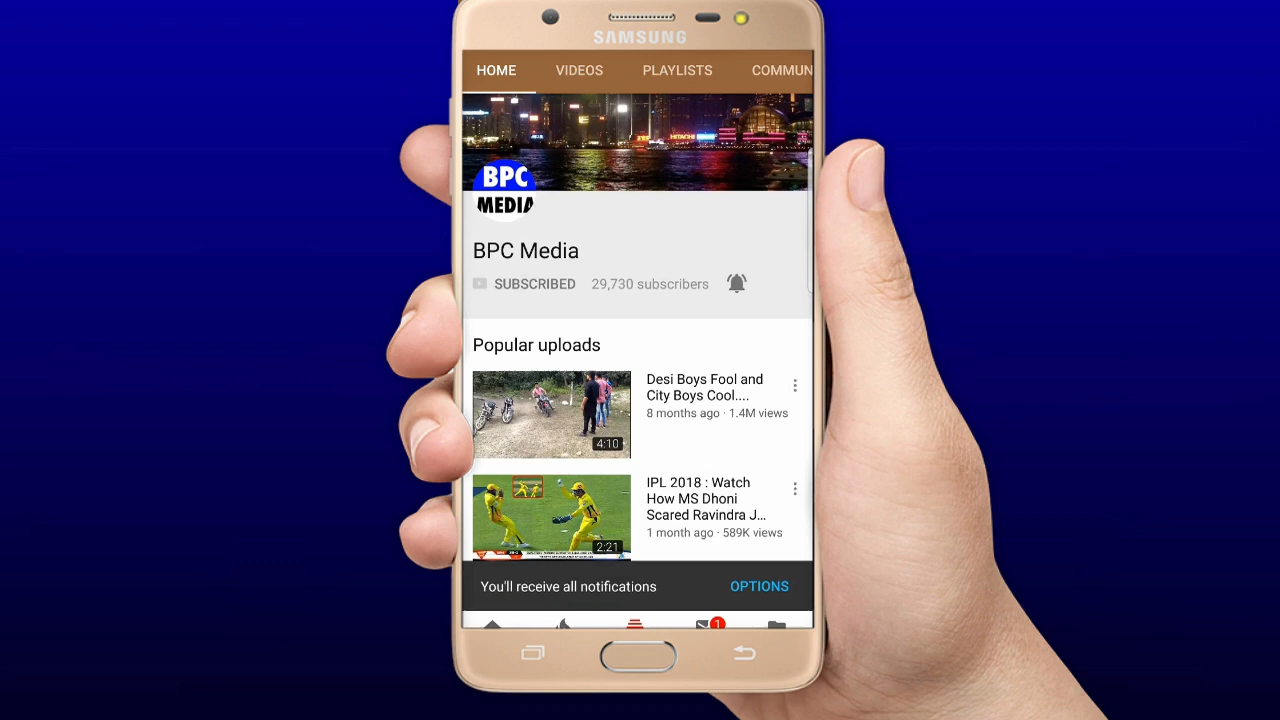 SAMSUNG
HOME VIDEOS PLAYLISTS COMMUN
HITACHI
BPC
MEDIA
BPC Media
SUBSCRIBED 29,730 subscribers
Popular uploads
Desi Boys Fool and
City Boys Cool....
8 months ago · 1.4M views
4:10
IPL 2018 : Watch
How MS Dhoni
Scared Ravindra J...
1 month ago · 589K views
2:21
You'll receive all notifications OPTIONS
1